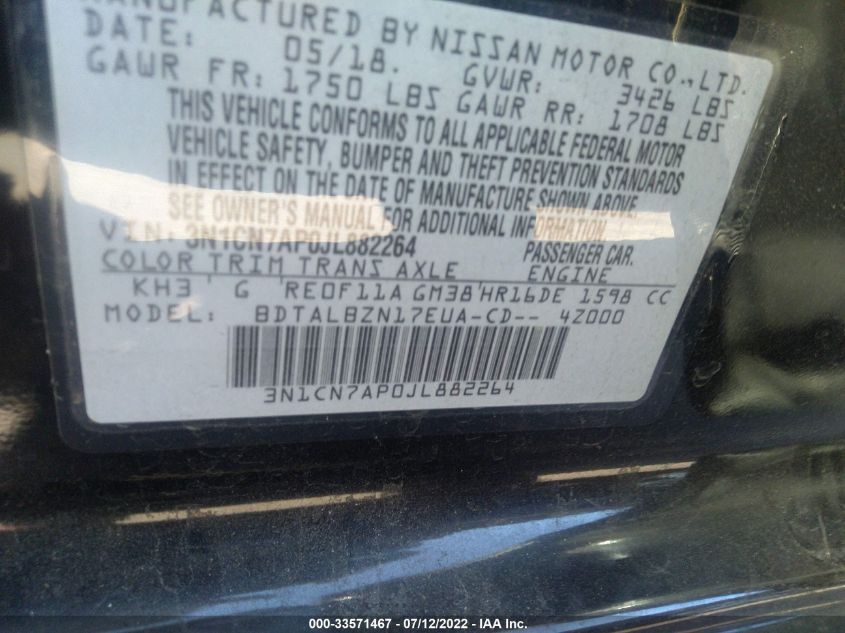 MANUFACTURED BY NISSAN MOTOR CO.,LTD.
DATE: 05/18. GVWR: 3426 LBS
GAWR FR: 1750 LBS GAWR RR: 1708 LBS
THIS VEHICLE CONFORMS TO ALL APPLICABLE FEDERAL MOTOR
VEHICLE SAFETY, BUMPER AND THEFT PREVENTION STANDARDS
IN EFFECT ON THE DATE OF MANUFACTURE SHOWN ABOVE.
SEE OWNER'S MANUAL FOR ADDITIONAL INFORMATION
VIN: 3N1CN7AP0JL882264 PASSENGER CAR.
COLOR TRIM TRANS AXLE ENGINE
KH3 G RE0F11A GM38 HR16DE 1598 CC
MODEL: BDTALBZN17EUA-CD-- 4Z000
3N1CN7AP0JL882264
000-33571467 - 07/12/2022 - IAA Inc.